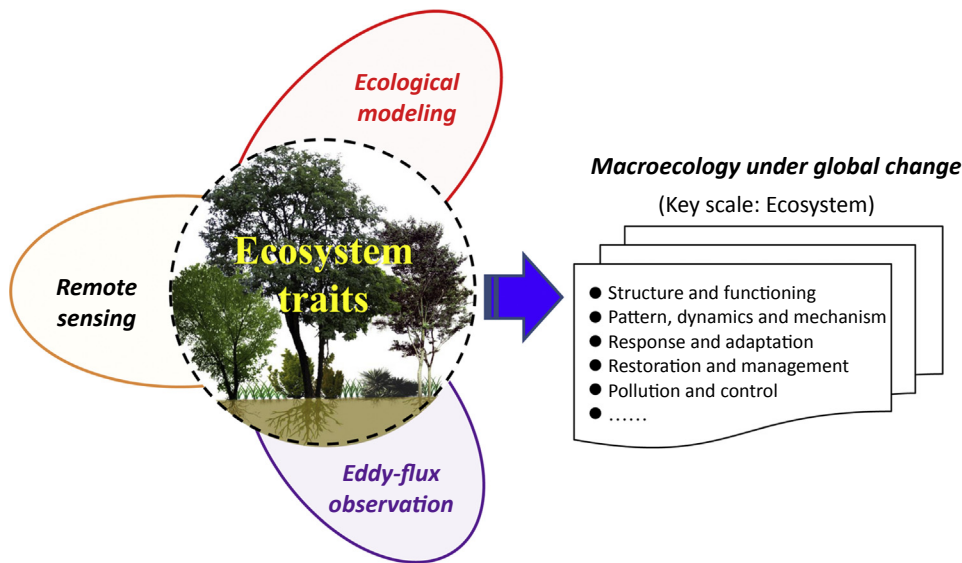 Ecological
modeling
Ecosystem
traits
Remote
sensing
Eddy-flux
observation
Macroecology under global change
(Key scale: Ecosystem)
● Structure and functioning
● Pattern, dynamics and mechanism
● Response and adaptation
● Restoration and management
● Pollution and control
● ......